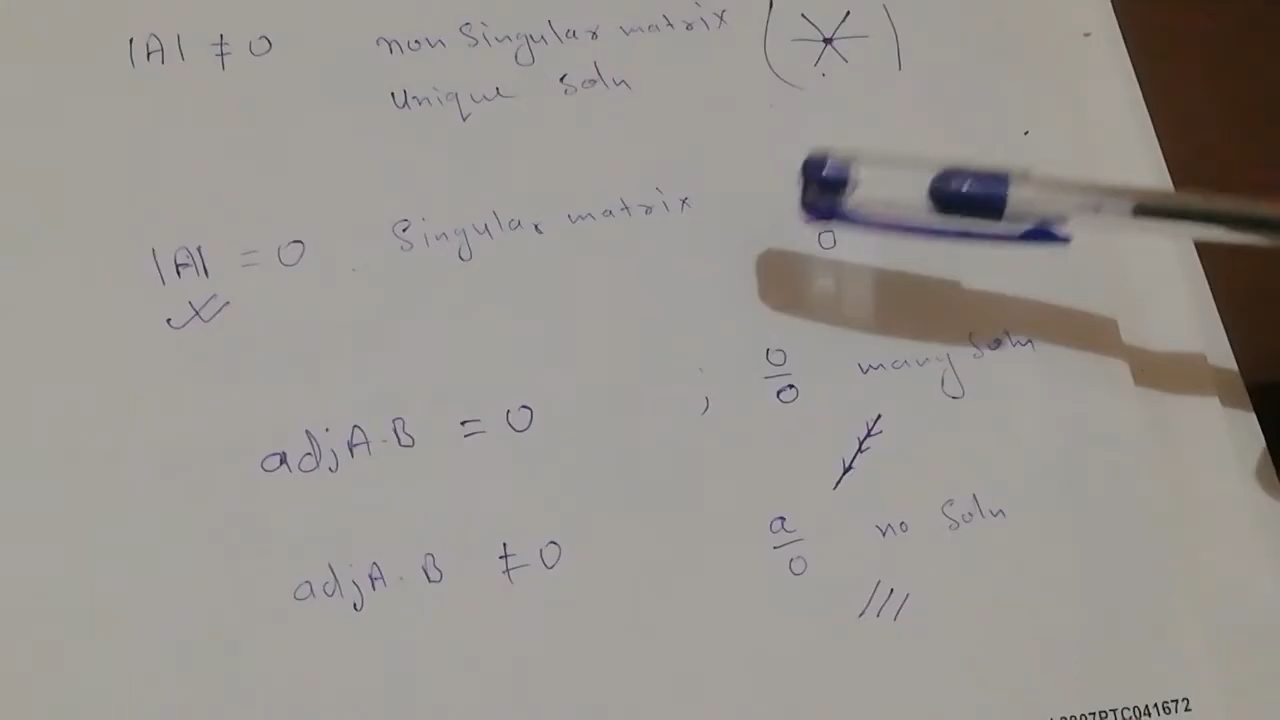 |A| ≠ 0 non Singular matrix
Unique Soln
|A| = 0 Singular matrix
0
adjA.B = 0 ; 0/0 many Soln
adjA.B ≠ 0 a/0 no Soln
PTC041672